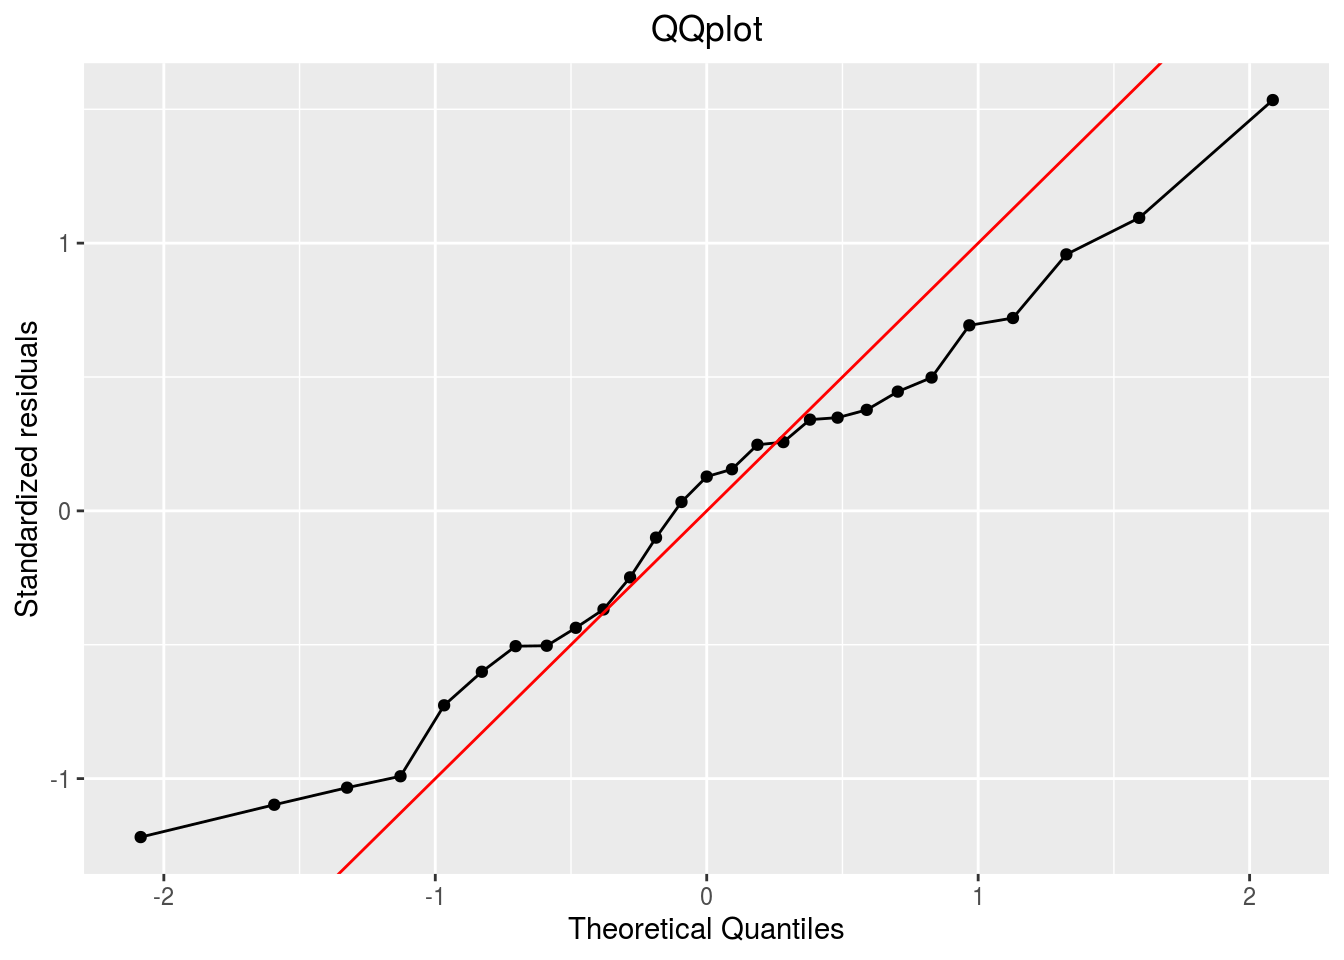 QQplot
Standardized residuals
1
0
-1
-2 -1 0 1 2
Theoretical Quantiles